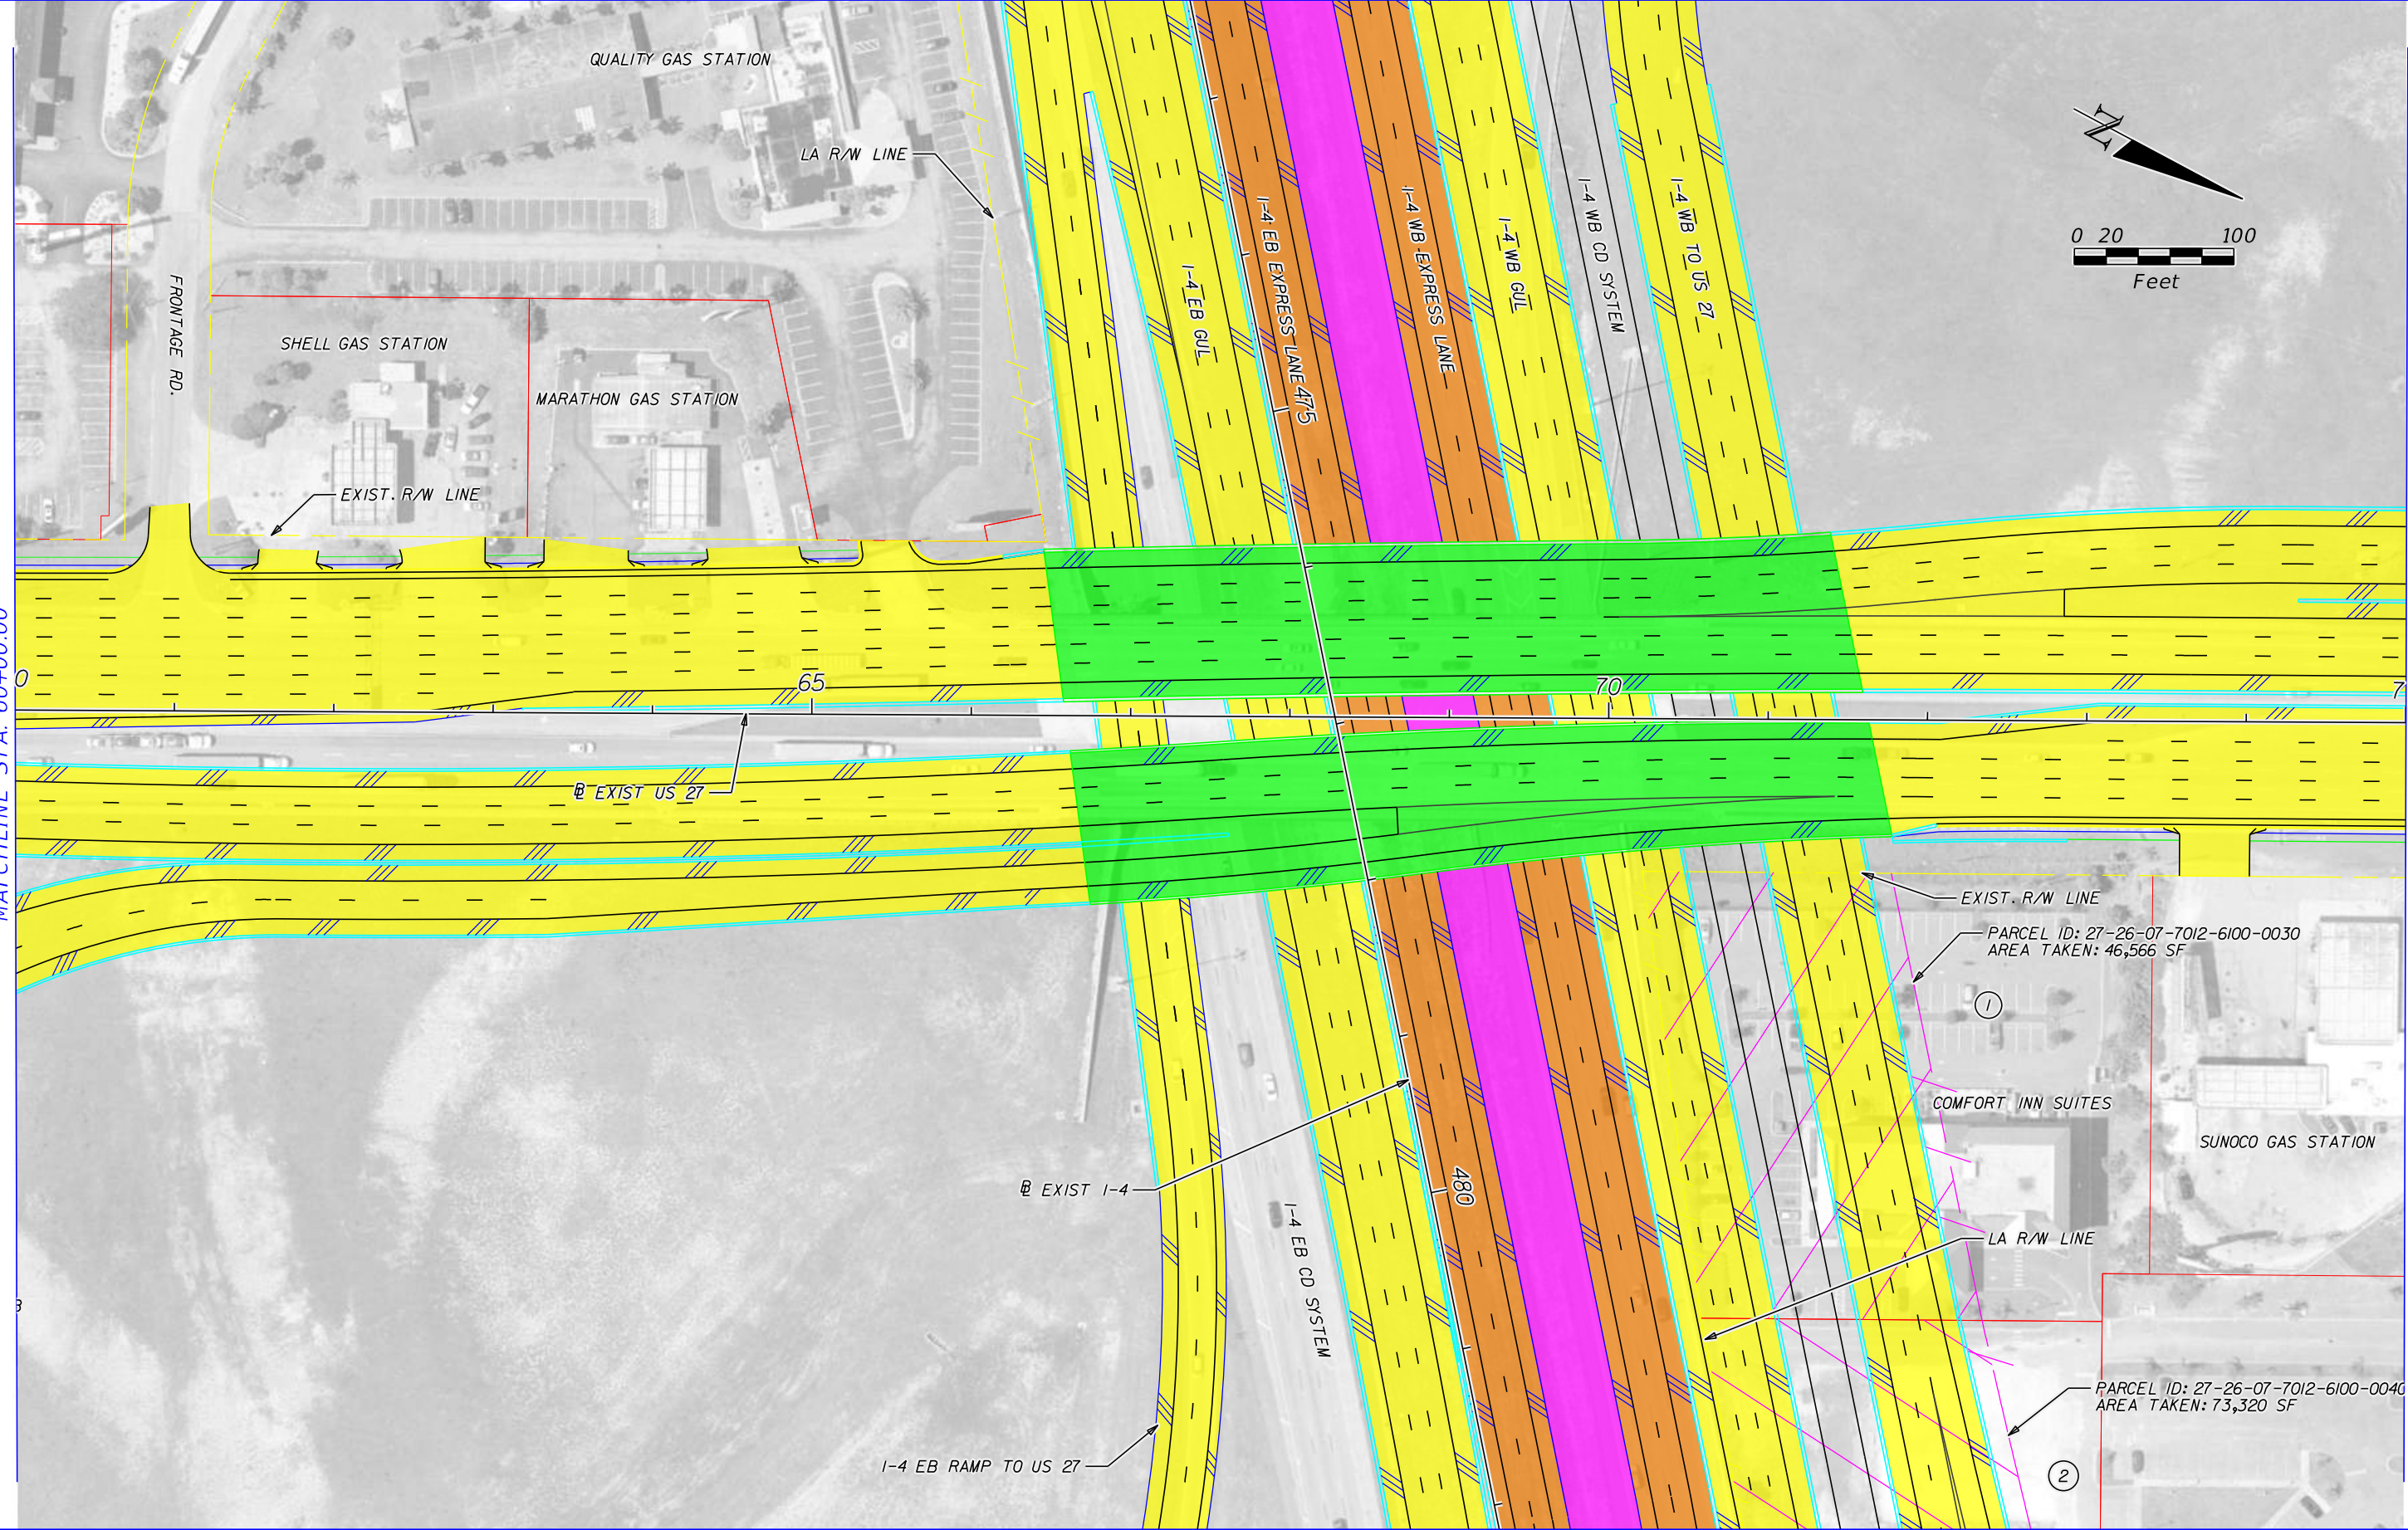 QUALITY GAS STATION
LA R/W LINE
N
0 20 100
Feet
I-4 EB GUL
I-4 EB EXPRESS LANE
475
I-4 WB EXPRESS LANE
I-4 WB GUL
I-4 WB CD SYSTEM
I-4 WB TO US 27
FRONTAGE RD.
SHELL GAS STATION
MARATHON GAS STATION
EXIST. R/W LINE
0
65
70
7
EXIST US 27
EXIST. R/W LINE
PARCEL ID: 27-26-07-7012-6100-0030
AREA TAKEN: 46,566 SF
1
COMFORT INN SUITES
SUNOCO GAS STATION
EXIST I-4
480
I-4 EB CD SYSTEM
LA R/W LINE
PARCEL ID: 27-26-07-7012-6100-0040
AREA TAKEN: 73,320 SF
2
I-4 EB RAMP TO US 27